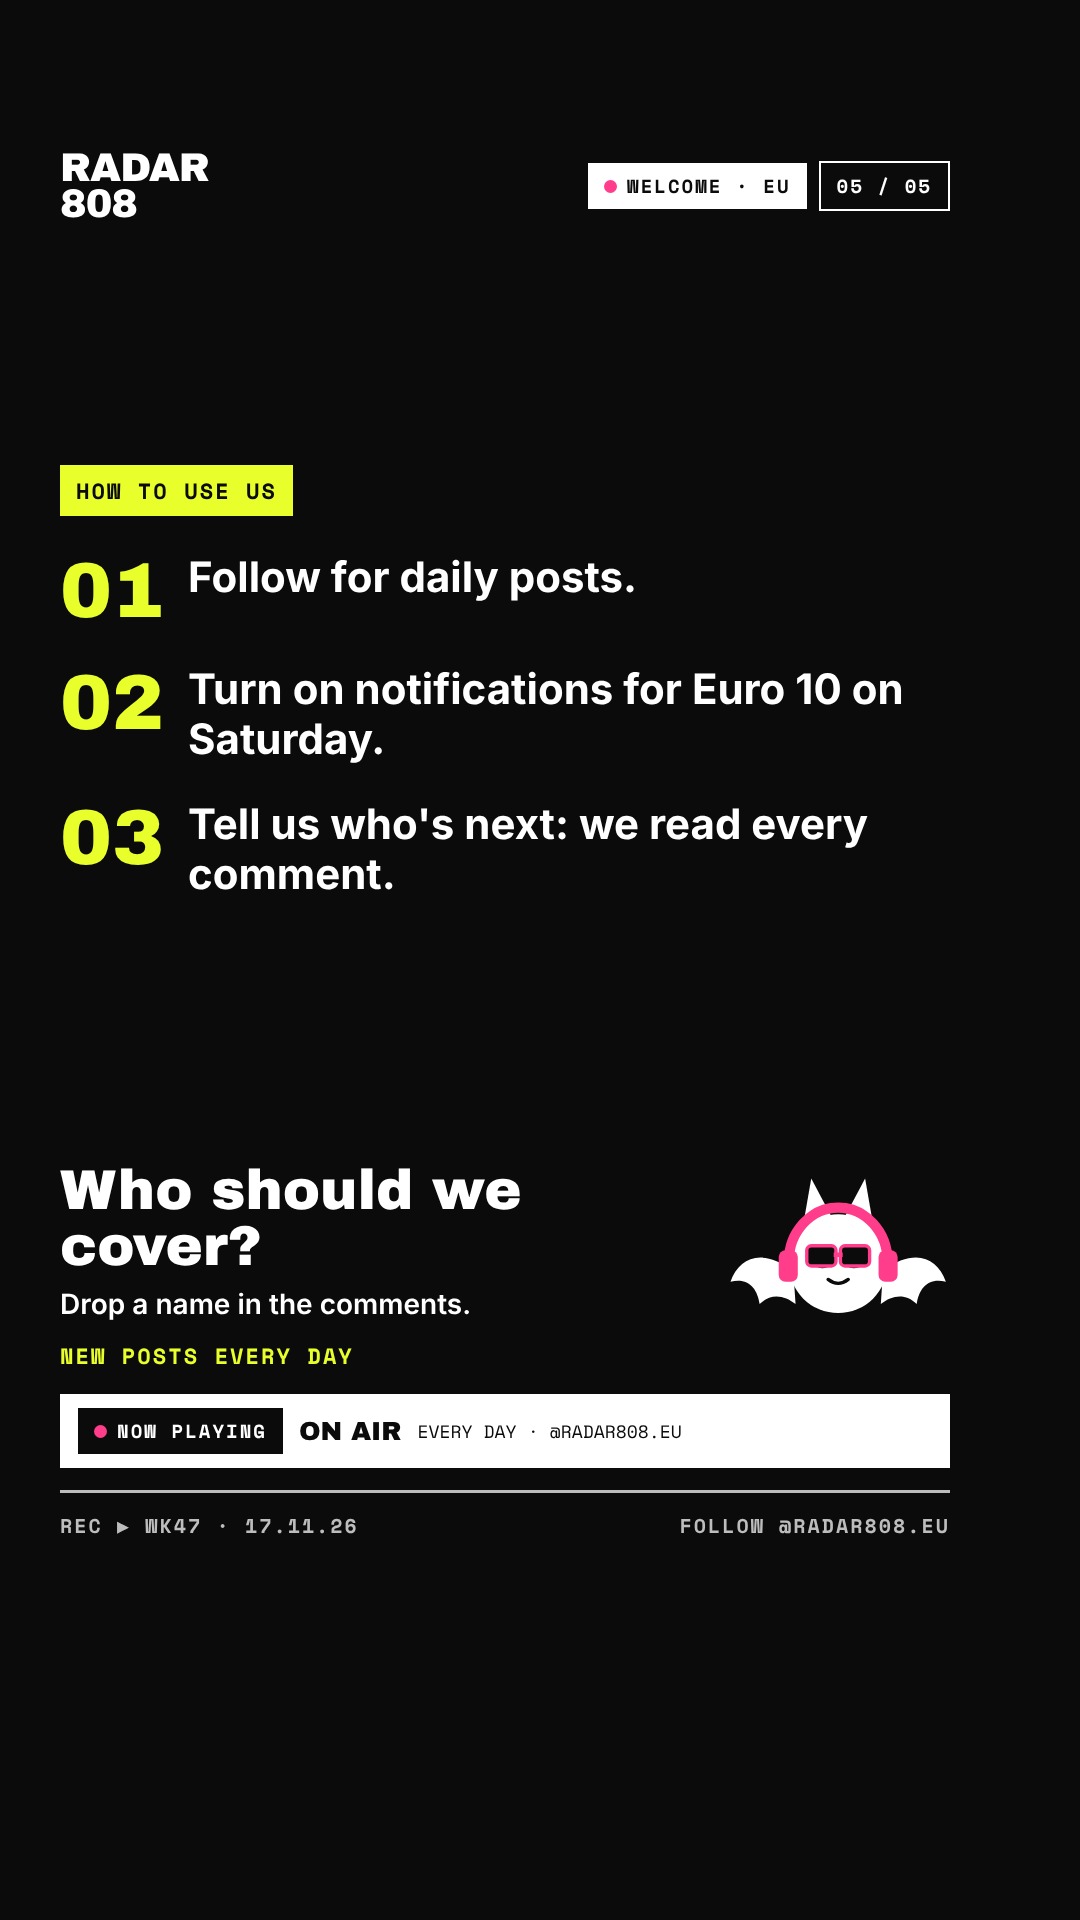 RADAR
808
WELCOME · EU
05 / 05
HOW TO USE US
01 Follow for daily posts.
02 Turn on notifications for Euro 10 on
Saturday.
03 Tell us who's next: we read every
comment.
Who should we
cover?
Drop a name in the comments.
NEW POSTS EVERY DAY
NOW PLAYING ON AIR EVERY DAY · @RADAR808.EU
REC ▶ WK47 · 17.11.26
FOLLOW @RADAR808.EU